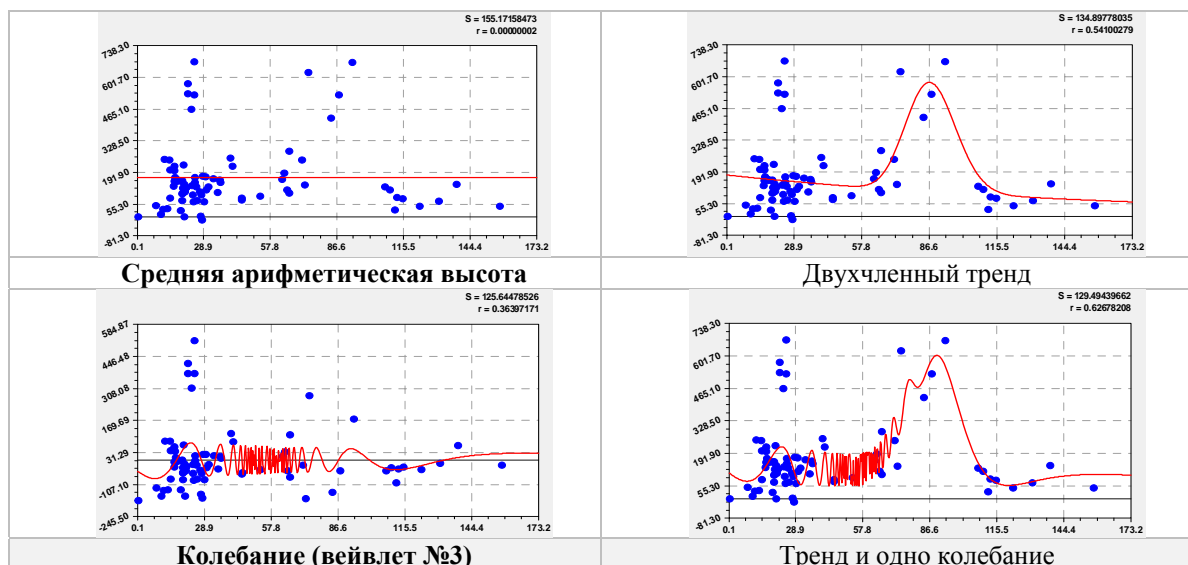 S = 155.17158473
r = 0.00000002
738.30
601.70
465.10
328.50
191.90
55.30
-81.30
0.1 28.9 57.8 86.6 115.5 144.4 173.2
Средняя арифметическая высота
S = 134.89778035
r = 0.54100279
738.30
601.70
465.10
328.50
191.90
55.30
-81.30
0.1 28.9 57.8 86.6 115.5 144.4 173.2
Двухчленный тренд
S = 125.64478526
r = 0.36397171
584.87
446.48
308.08
169.69
31.29
-107.10
-245.50
0.1 28.9 57.8 86.6 115.5 144.4 173.2
Колебание (вейвлет №3)
S = 129.49439662
r = 0.62678208
738.30
601.70
465.10
328.50
191.90
55.30
-81.30
0.1 28.9 57.8 86.6 115.5 144.4 173.2
Тренд и одно колебание